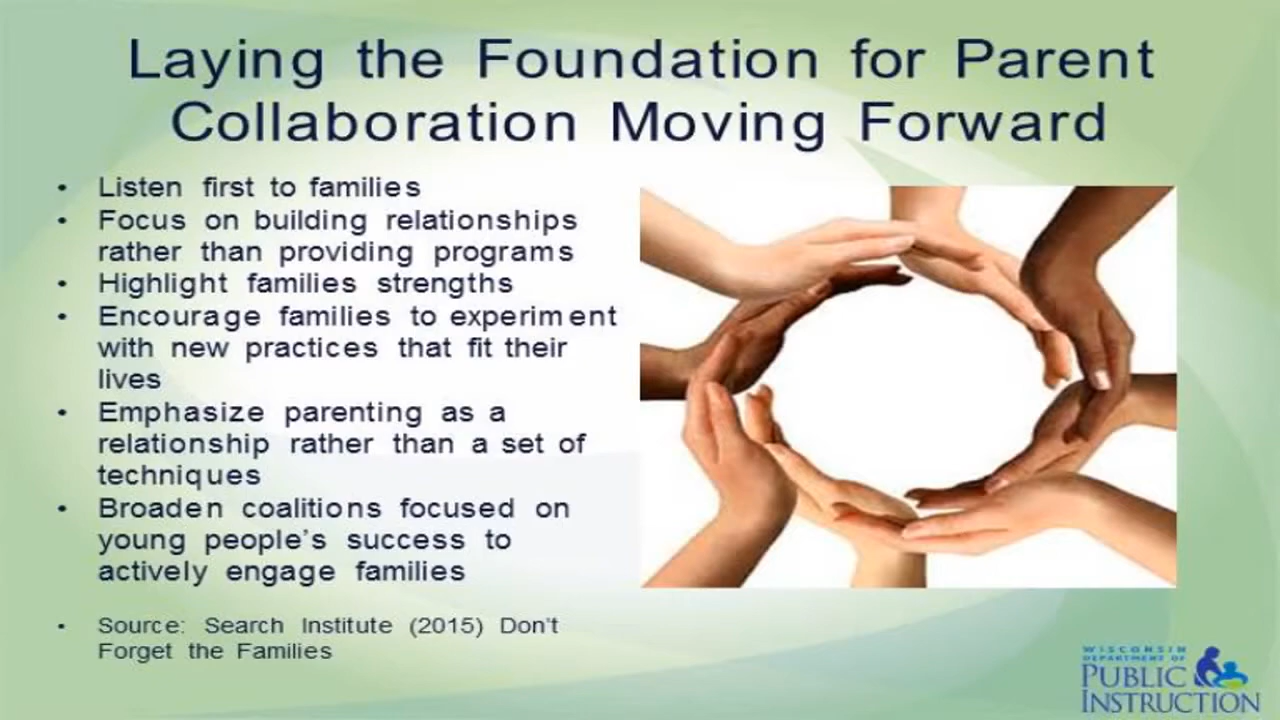 Laying the Foundation for Parent
Collaboration Moving Forward
• Listen first to families
• Focus on building relationships
rather than providing programs
• Highlight families strengths
• Encourage families to experiment
with new practices that fit their
lives
• Emphasize parenting as a
relationship rather than a set of
techniques
• Broaden coalitions focused on
young people's success to
actively engage families
• Source: Search Institute (2015) Don't
Forget the Families
WISCONSIN
DEPARTMENT OF
PUBLIC
INSTRUCTION